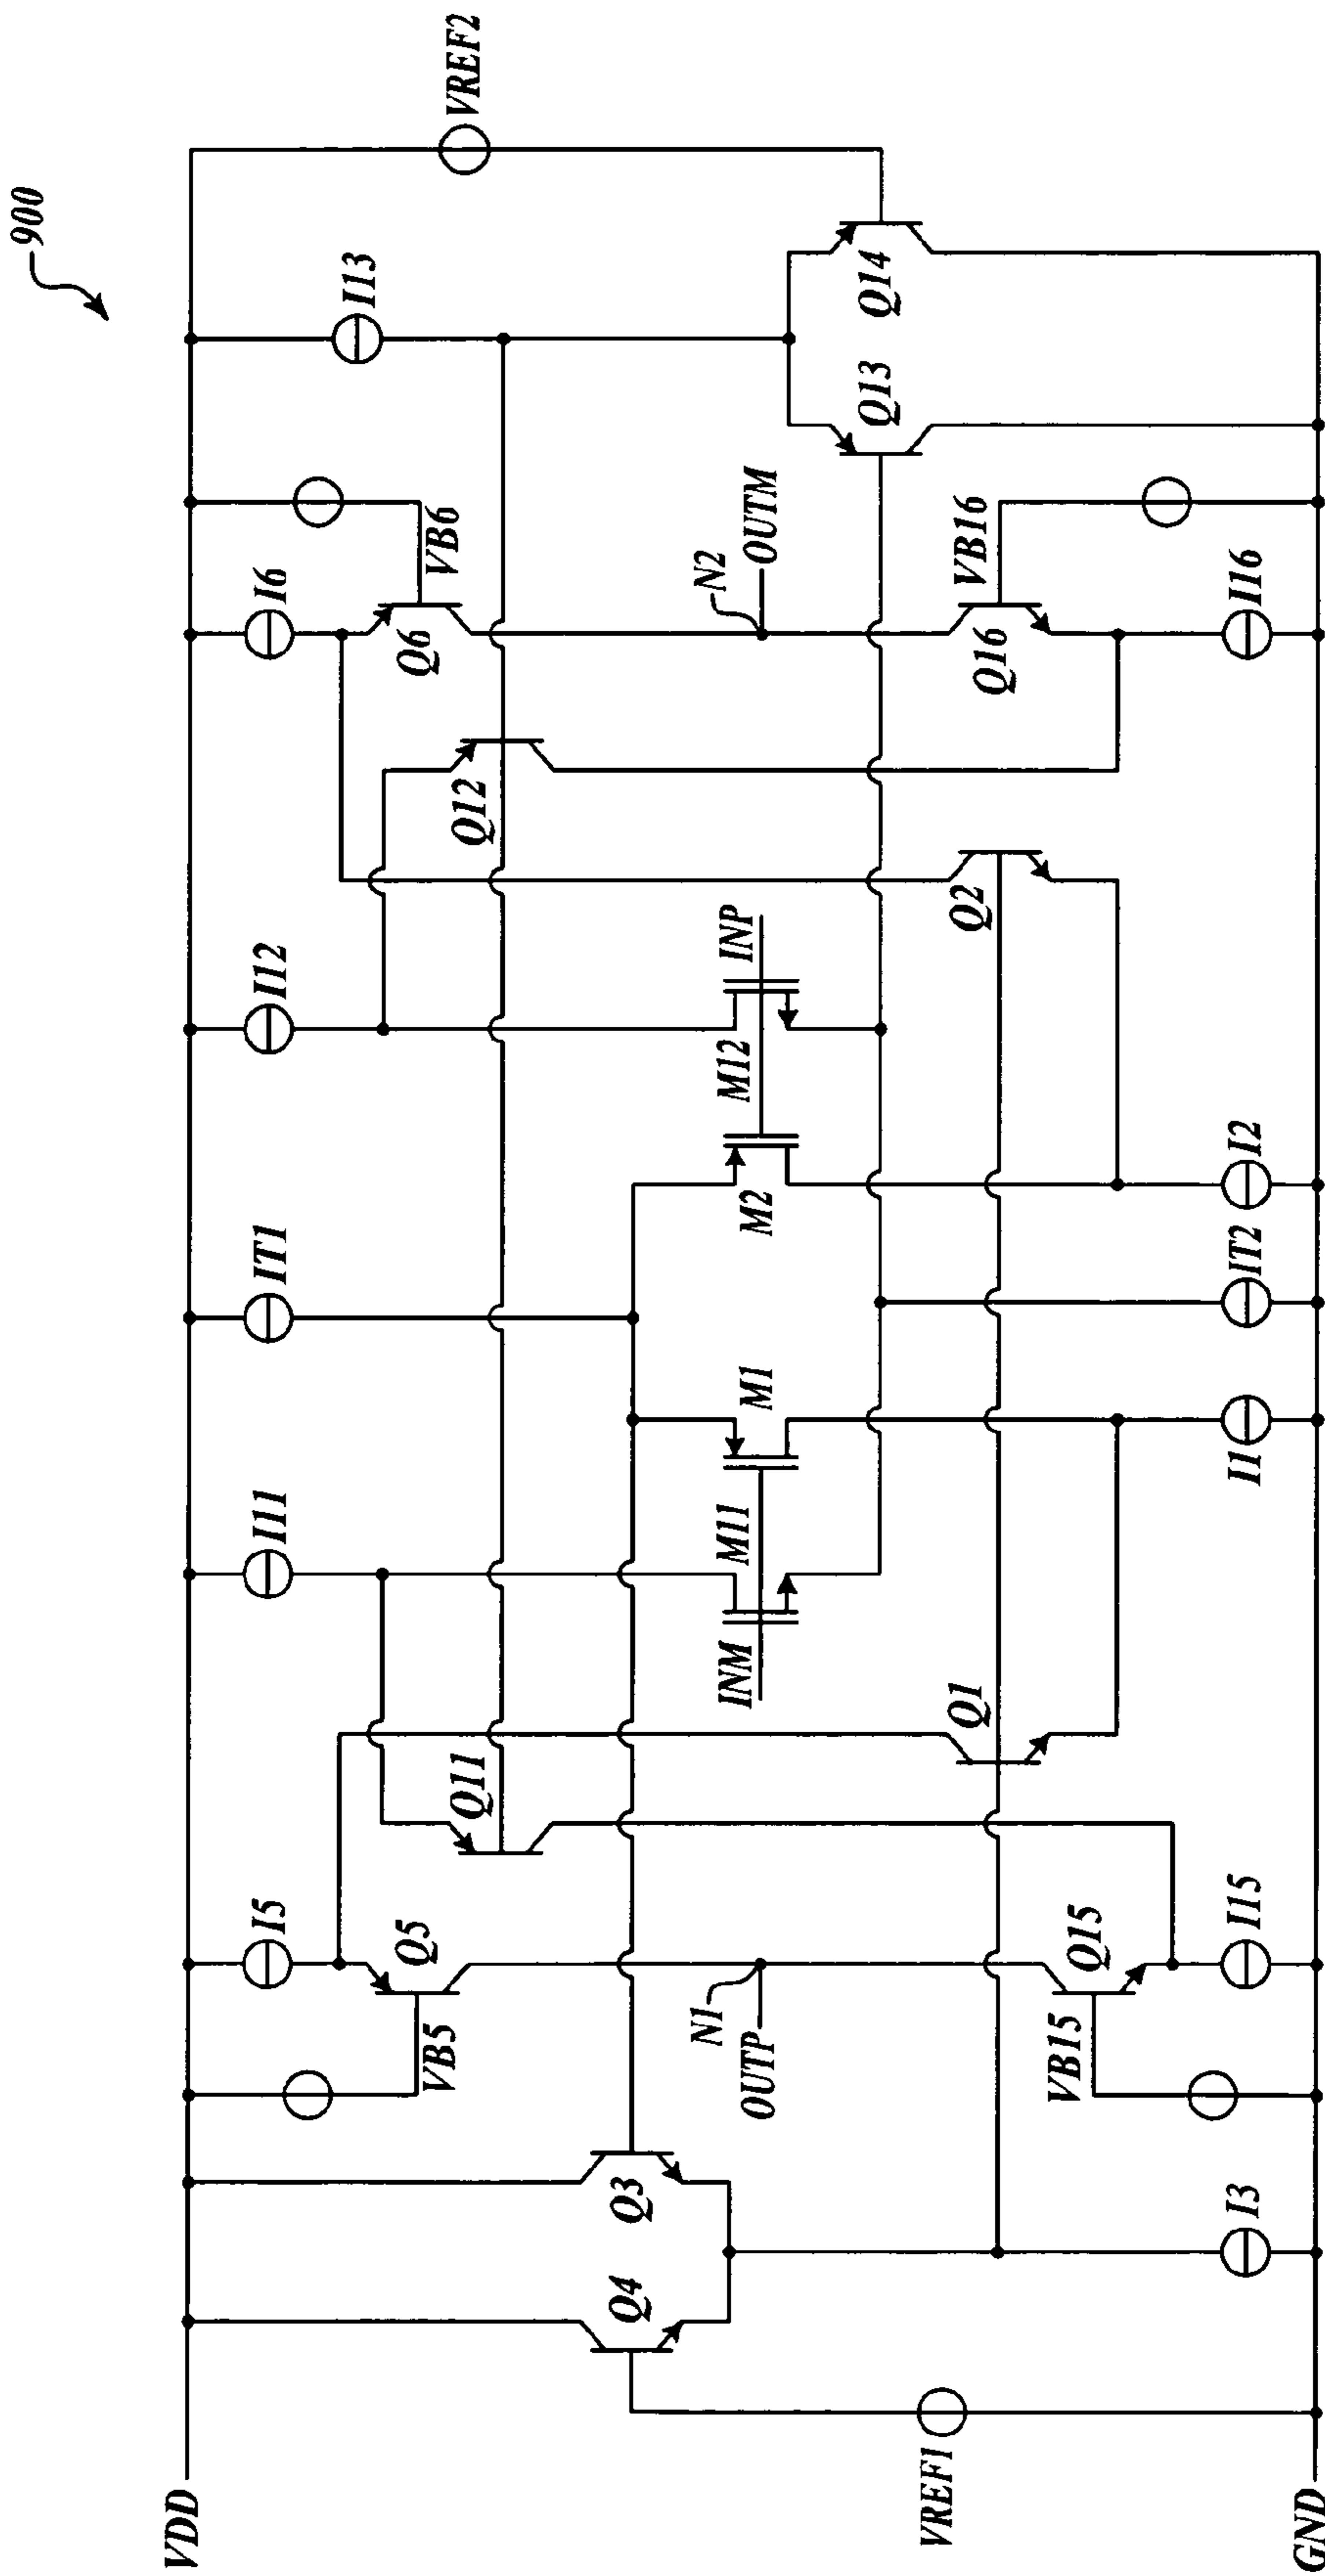 900
VDD
VREF2
I13
I6
I12
IT1
I11
I5
VB6
Q6
Q12
Q11
Q5
VB5
Q14
Q13
OUTM
N2
INP
M12
M2
M1
M11
INM
N1
OUTP
Q3
Q4
VB16
Q16
Q2
Q1
Q15
VB15
VREF1
I16
I2
IT2
I1
I15
I3
GND